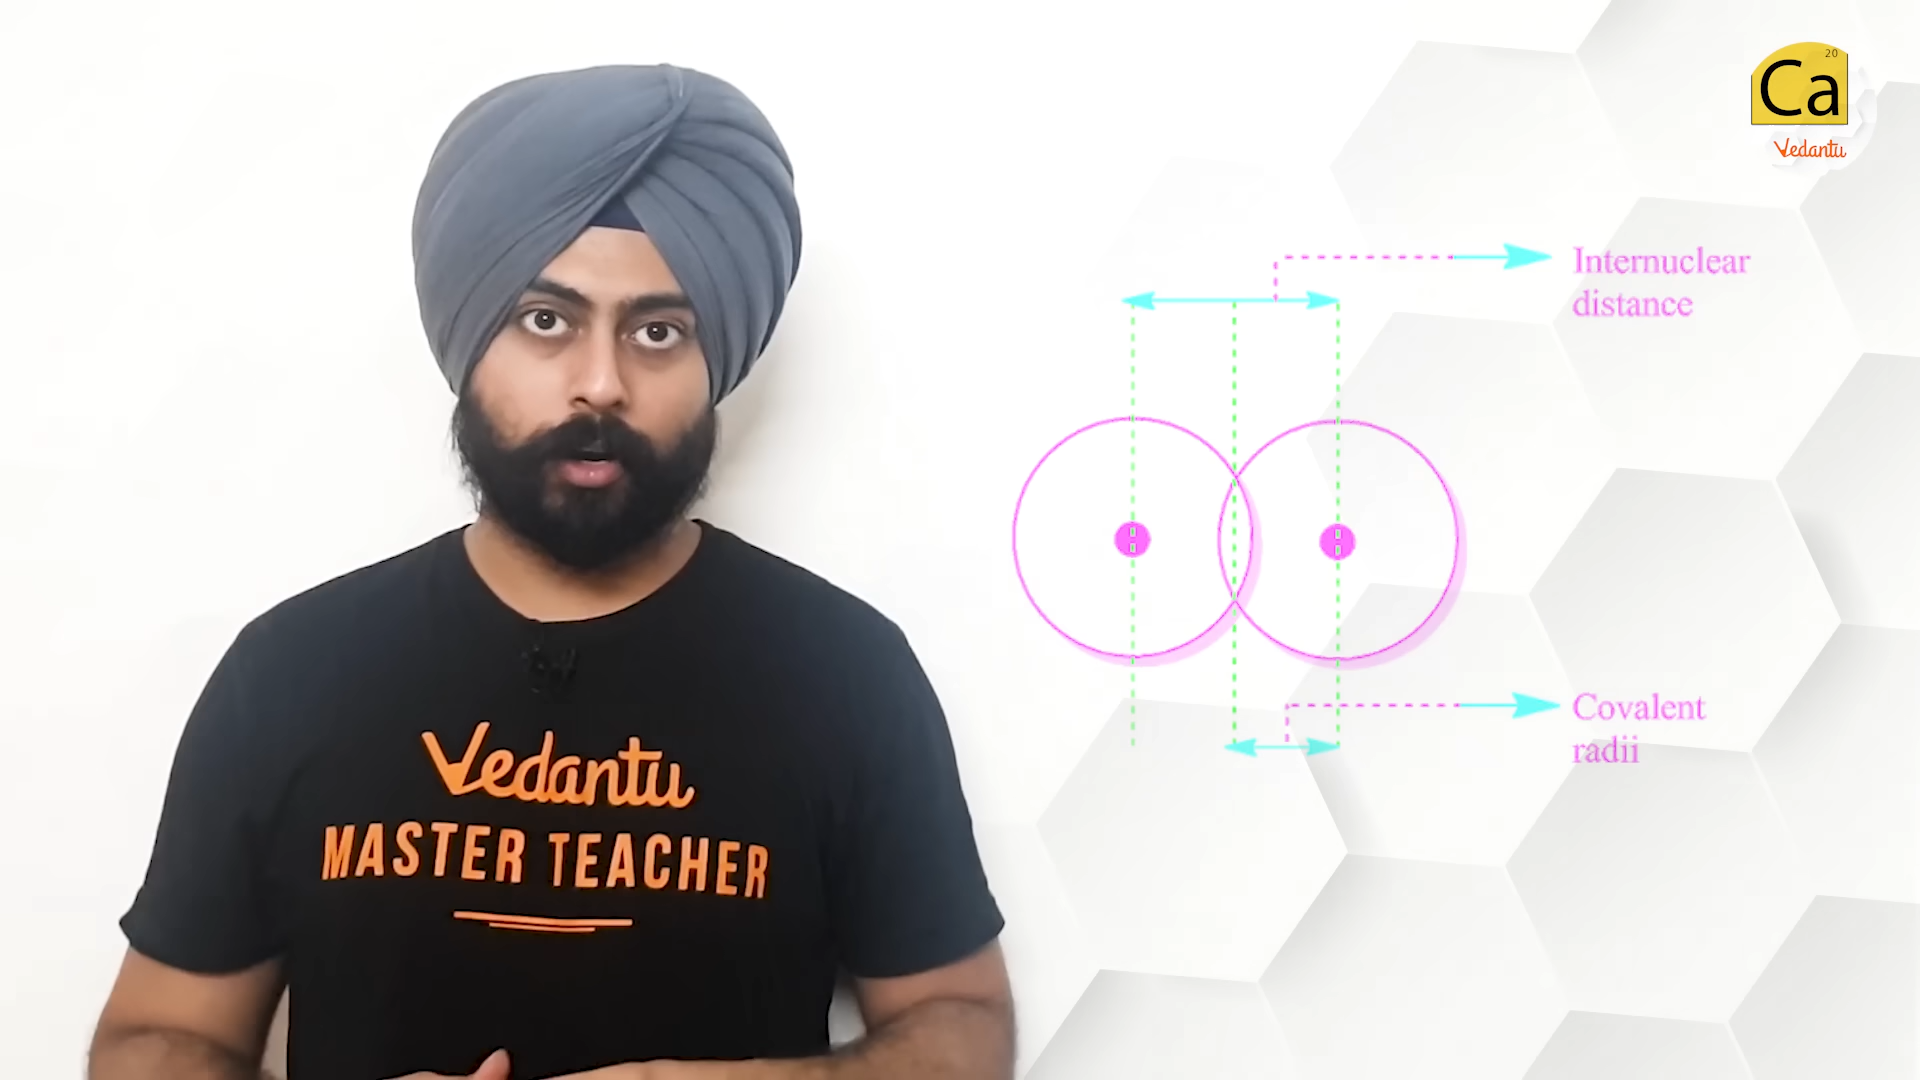 20
Ca
Vedantu
Internuclear
distance
Covalent
radii
Vedantu
MASTER TEACHER